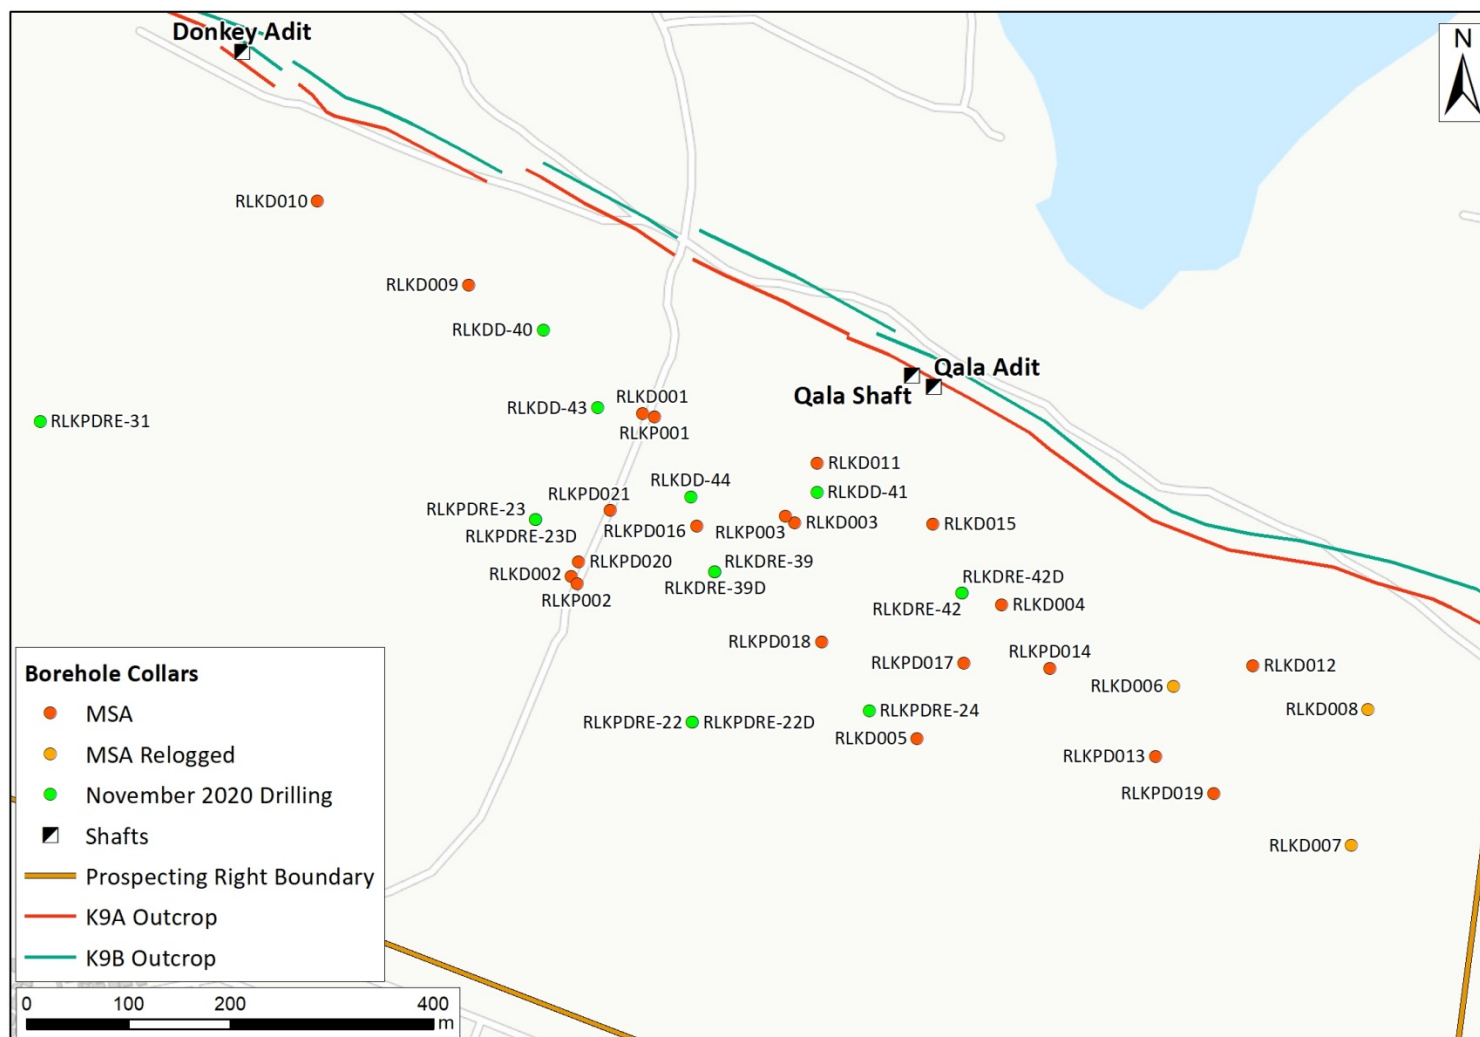 Donkey Adit
N
RLKD010
RLKD009
RLKDD-40
Qala Adit
Qala Shaft
RLKD001
RLKDD-43
RLKPDRE-31
RLKP001
RLKD011
RLKDD-44
RLKDD-41
RLKPD021
RLKPDRE-23
RLKPDRE-23D
RLKPD016
RLKP003
RLKD003
RLKD015
RLKPD020
RLKDRE-39
RLKD002
RLKDRE-39D
RLKP002
RLKDRE-42D
RLKDRE-42
RLKD004
RLKPD018
RLKPD017
RLKPD014
RLKD012
RLKD006
RLKD008
RLKPDRE-22
RLKPDRE-22D
RLKPDRE-24
RLKD005
RLKPD013
RLKPD019
RLKD007
Borehole Collars
MSA
MSA Relogged
November 2020 Drilling
Shafts
Prospecting Right Boundary
K9A Outcrop
K9B Outcrop
0 100 200 400
m